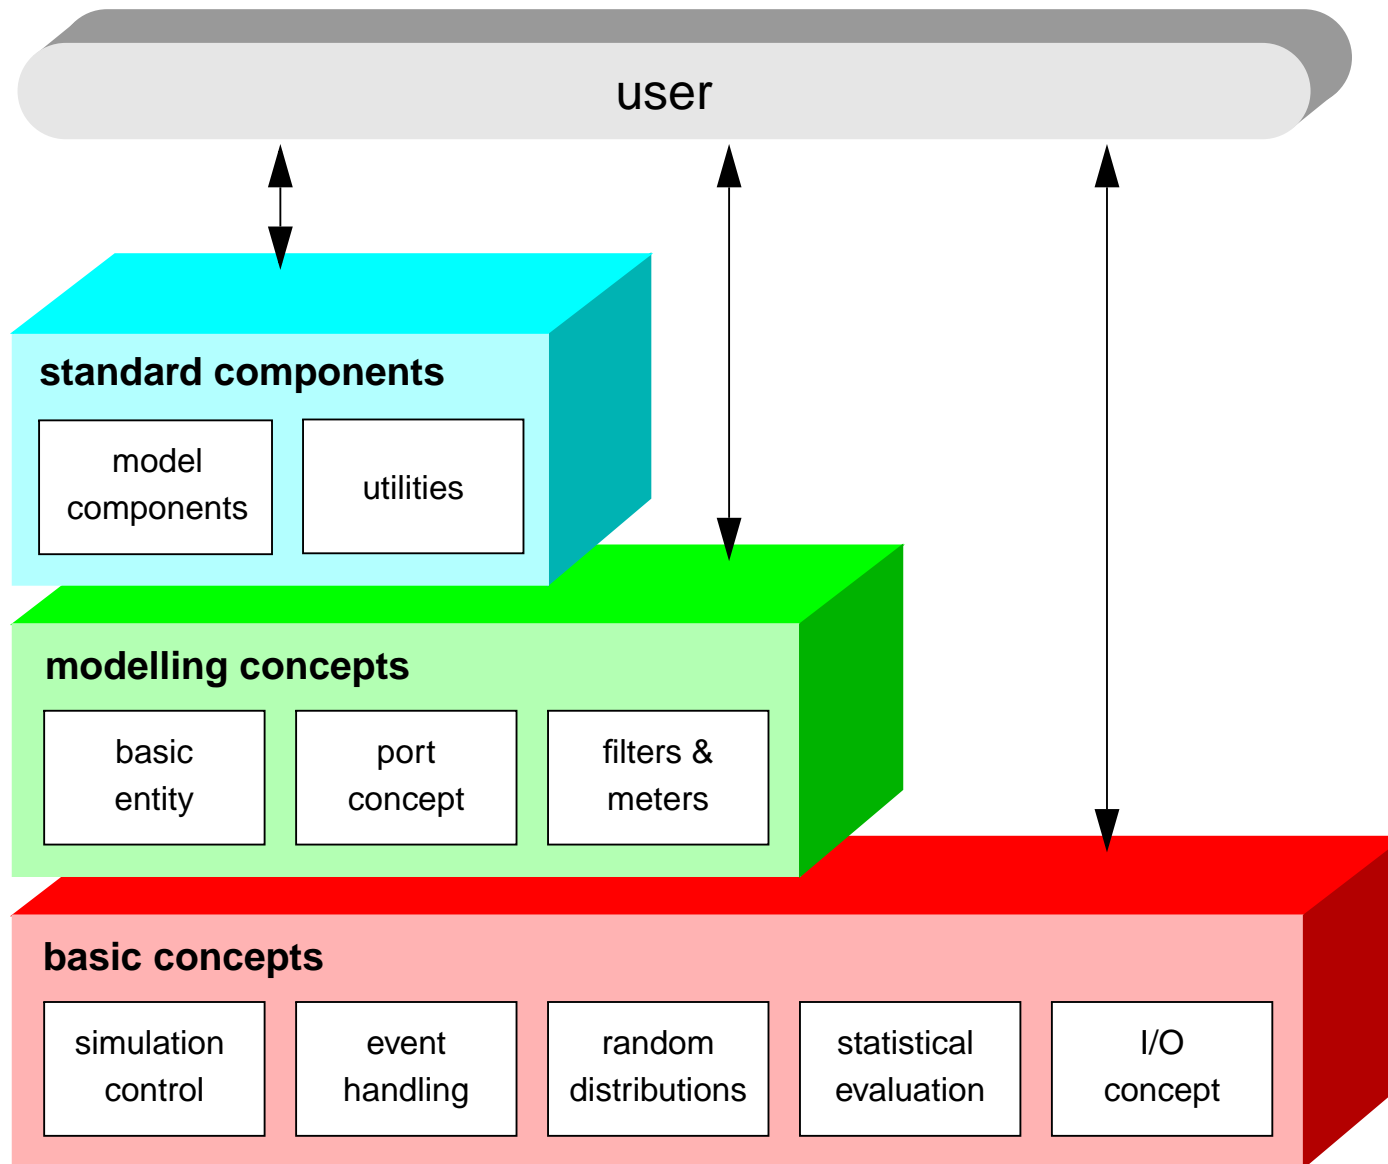 user
standard components
model
components
utilities
modelling concepts
basic
entity
port
concept
filters &
meters
basic concepts
simulation
control
event
handling
random
distributions
statistical
evaluation
I/O
concept